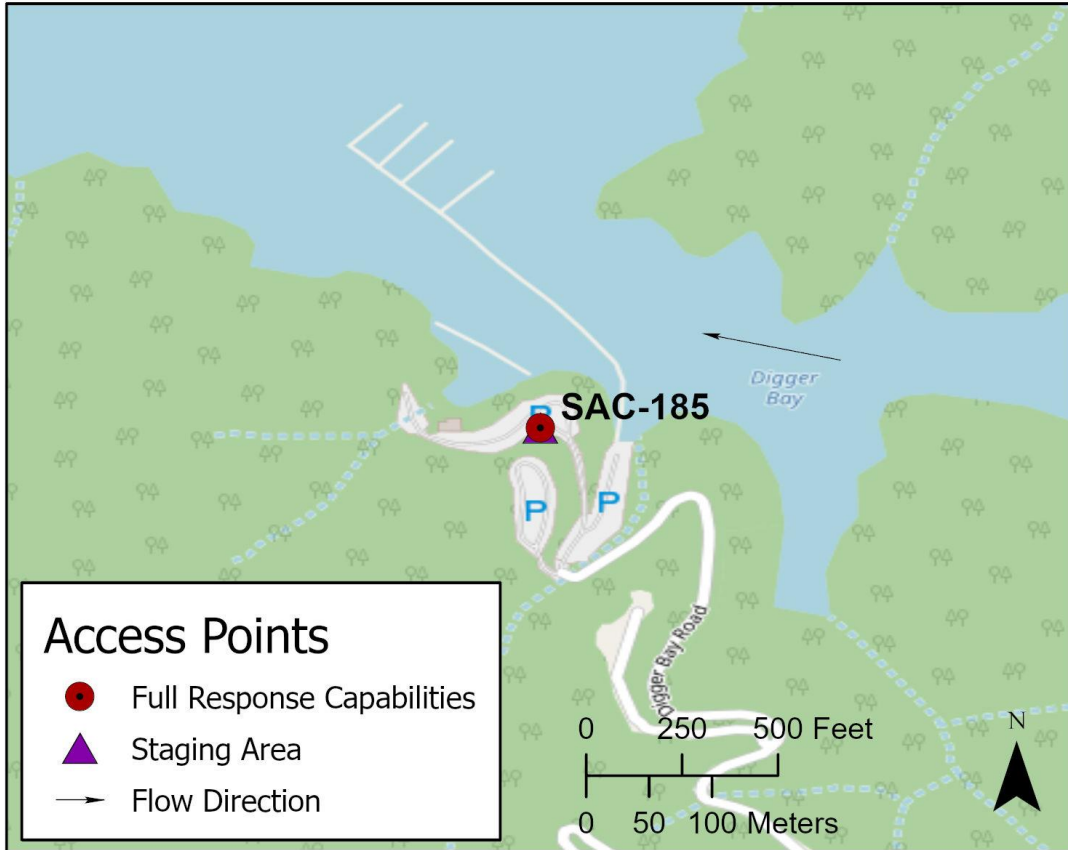 SAC-185
Digger
Bay
P
P
P
Digger Bay Road
Access Points
Full Response Capabilities
Staging Area
Flow Direction
0 250 500 Feet
0 50 100 Meters
N